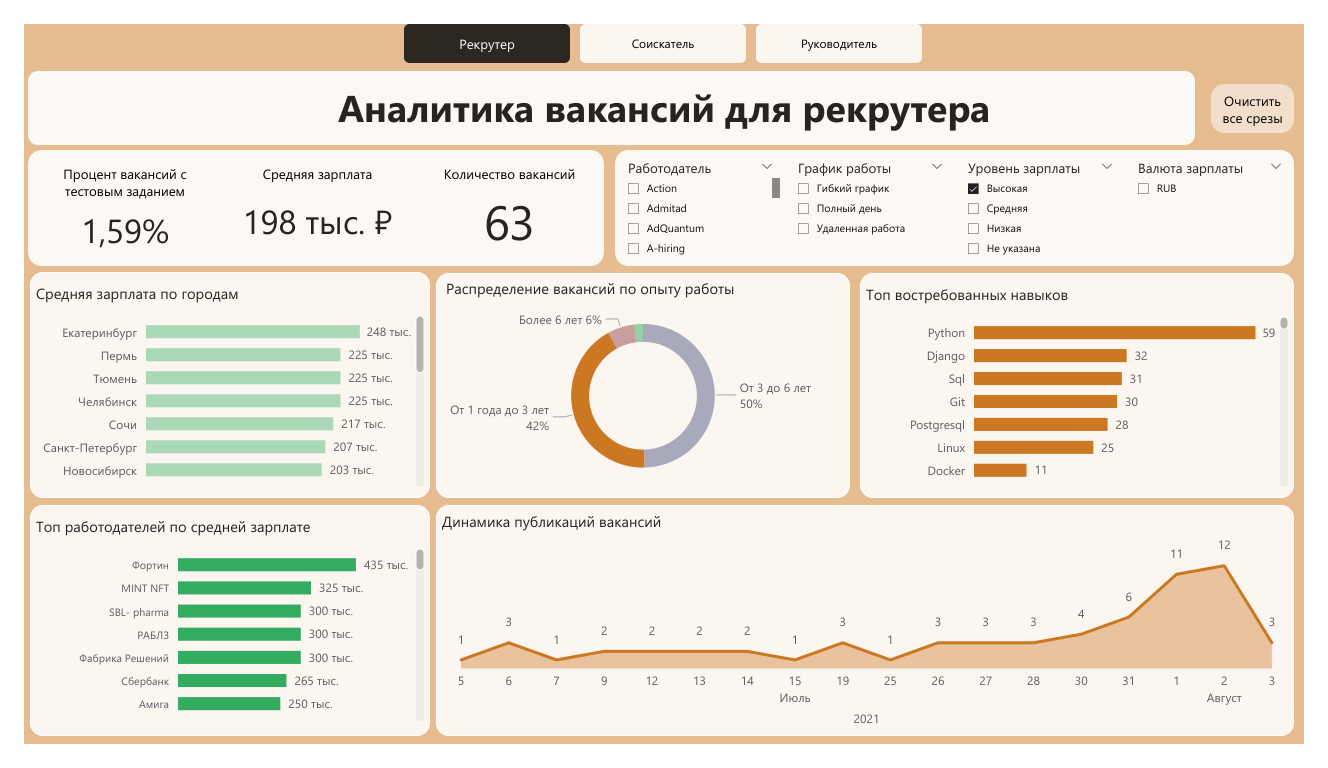 Рекрутер
Соискатель
Руководитель
Аналитика вакансий для рекрутера
Очистить
все срезы
Процент вакансий с
тестовым заданием
1,59%
Средняя зарплата
198 тыс. ₽
Количество вакансий
63
Работодатель
Action
Admitad
AdQuantum
A-hiring
График работы
Гибкий график
Полный день
Удаленная работа
Уровень зарплаты
Высокая
Средняя
Низкая
Не указана
Валюта зарплаты
RUB
Средняя зарплата по городам
Екатеринбург 248 тыс.
Пермь 225 тыс.
Тюмень 225 тыс.
Челябинск 225 тыс.
Сочи 217 тыс.
Санкт-Петербург 207 тыс.
Новосибирск 203 тыс.
Распределение вакансий по опыту работы
Более 6 лет 6%
От 3 до 6 лет
50%
От 1 года до 3 лет
42%
Топ востребованных навыков
Python 59
Django 32
Sql 31
Git 30
Postgresql 28
Linux 25
Docker 11
Топ работодателей по средней зарплате
Фортин 435 тыс.
MINT NFT 325 тыс.
SBL- pharma 300 тыс.
РАБЛЗ 300 тыс.
Фабрика Решений 300 тыс.
Сбербанк 265 тыс.
Амига 250 тыс.
Динамика публикаций вакансий
1 3 1 2 2 2 2 1 3 1 3 3 3 4 6 11 12 3
5 6 7 9 12 13 14 15 19 25 26 27 28 30 31 1 2 3
Июль Август
2021